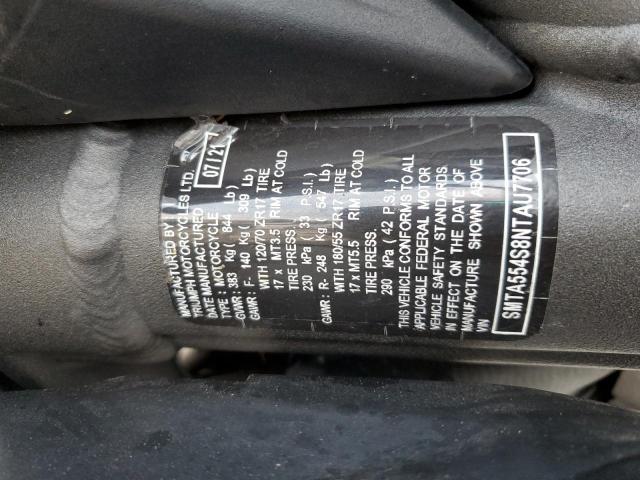 MANUFACTURED BY
TRIUMPH MOTORCYCLES LTD.
DATE MANUFACTURED 07/21
TYPE : MOTORCYCLE
GVWR: 383 Kg ( 844 Lb)
GAWR : F- 140 Kg ( 309 Lb)
WITH 120/70 ZR17 TIRE
17 x MT3.5 RIM AT COLD
TIRE PRESS.
230 kPa ( 33 P.S.I.)
GAWR : R- 248 Kg ( 547 Lb)
WITH 180/55 ZR17 TIRE
17 x MT5.5 RIM AT COLD
TIRE PRESS.
290 kPa ( 42 P.S.I.)
THIS VEHICLE CONFORMS TO ALL
APPLICABLE FEDERAL MOTOR
VEHICLE SAFETY STANDARDS
IN EFFECT ON THE DATE OF
MANUFACTURE SHOWN ABOVE
VIN
SMTA554S8NTAU7706